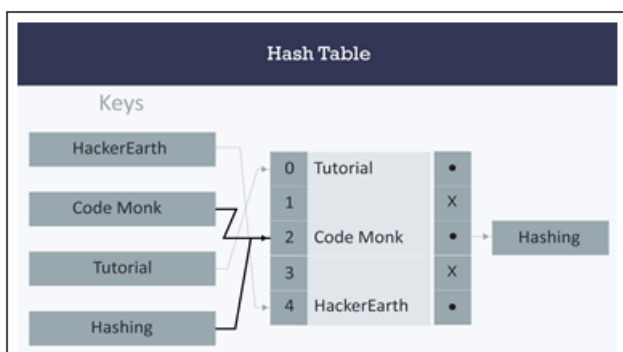 Hash Table
Keys
HackerEarth
Code Monk
Tutorial
Hashing
0 Tutorial •
1 X
2 Code Monk • Hashing
3 X
4 HackerEarth •